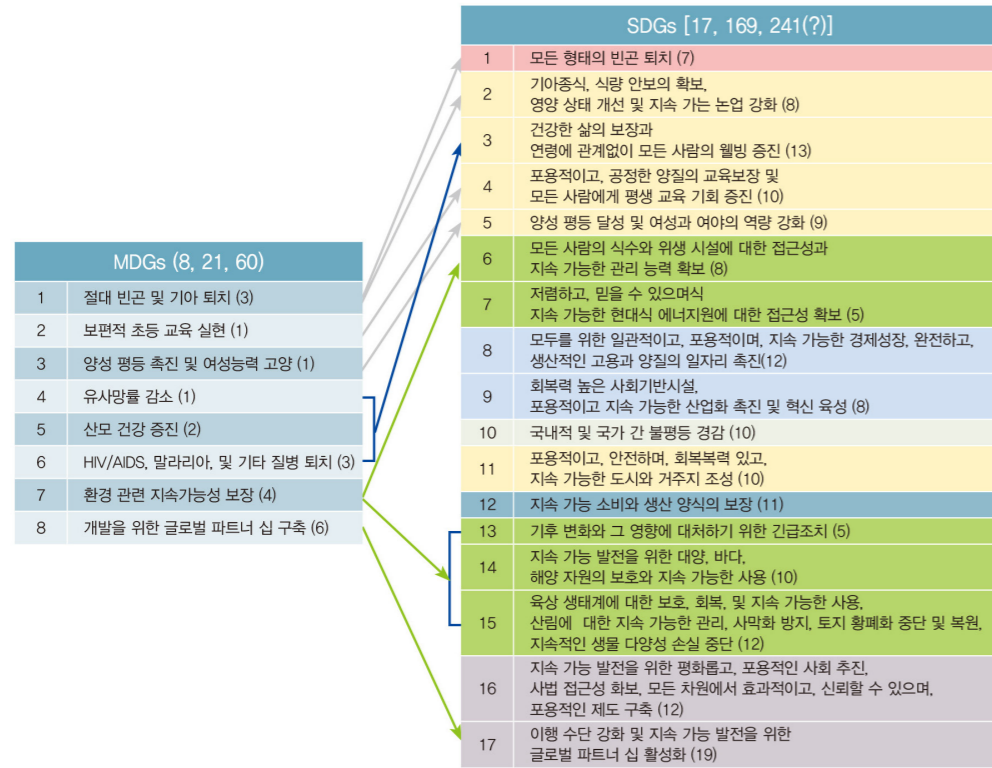 SDGs [17, 169, 241(?)]
1 모든 형태의 빈곤 퇴치 (7)
2 기아종식, 식량 안보의 확보,
영양 상태 개선 및 지속 가는 논업 강화 (8)
3 건강한 삶의 보장과
연령에 관계없이 모든 사람의 웰빙 증진 (13)
4 포용적이고, 공정한 양질의 교육보장 및
모든 사람에게 평생 교육 기회 증진 (10)
5 양성 평등 달성 및 여성과 여야의 역량 강화 (9)
6 모든 사람의 식수와 위생 시설에 대한 접근성과
지속 가능한 관리 능력 확보 (8)
7 저렴하고, 믿을 수 있으며식
지속 가능한 현대식 에너지원에 대한 접근성 확보 (5)
8 모두를 위한 일관적이고, 포용적이며, 지속 가능한 경제성장, 완전하고,
생산적인 고용과 양질의 일자리 촉진(12)
9 회복력 높은 사회기반시설,
포용적이고 지속 가능한 산업화 촉진 및 혁신 육성 (8)
10 국내적 및 국가 간 불평등 경감 (10)
11 포용적이고, 안전하며, 회복복력 있고,
지속 가능한 도시와 거주지 조성 (10)
12 지속 가능 소비와 생산 양식의 보장 (11)
13 기후 변화와 그 영향에 대처하기 위한 긴급조치 (5)
14 지속 가능 발전을 위한 대양, 바다,
해양 자원의 보호와 지속 가능한 사용 (10)
15 육상 생태계에 대한 보호, 회복, 및 지속 가능한 사용,
산림에 대한 지속 가능한 관리, 사막화 방지, 토지 황폐화 중단 및 복원,
지속적인 생물 다양성 손실 중단 (12)
16 지속 가능 발전을 위한 평화롭고, 포용적인 사회 추진,
사법 접근성 화보, 모든 차원에서 효과적이고, 신뢰할 수 있으며,
포용적인 제도 구축 (12)
17 이행 수단 강화 및 지속 가능 발전을 위한
글로벌 파트너 십 활성화 (19)
MDGs (8, 21, 60)
1 절대 빈곤 및 기아 퇴치 (3)
2 보편적 초등 교육 실현 (1)
3 양성 평등 촉진 및 여성능력 고양 (1)
4 유사망률 감소 (1)
5 산모 건강 증진 (2)
6 HIV/AIDS, 말라리아, 및 기타 질병 퇴치 (3)
7 환경 관련 지속가능성 보장 (4)
8 개발을 위한 글로벌 파트너 십 구축 (6)